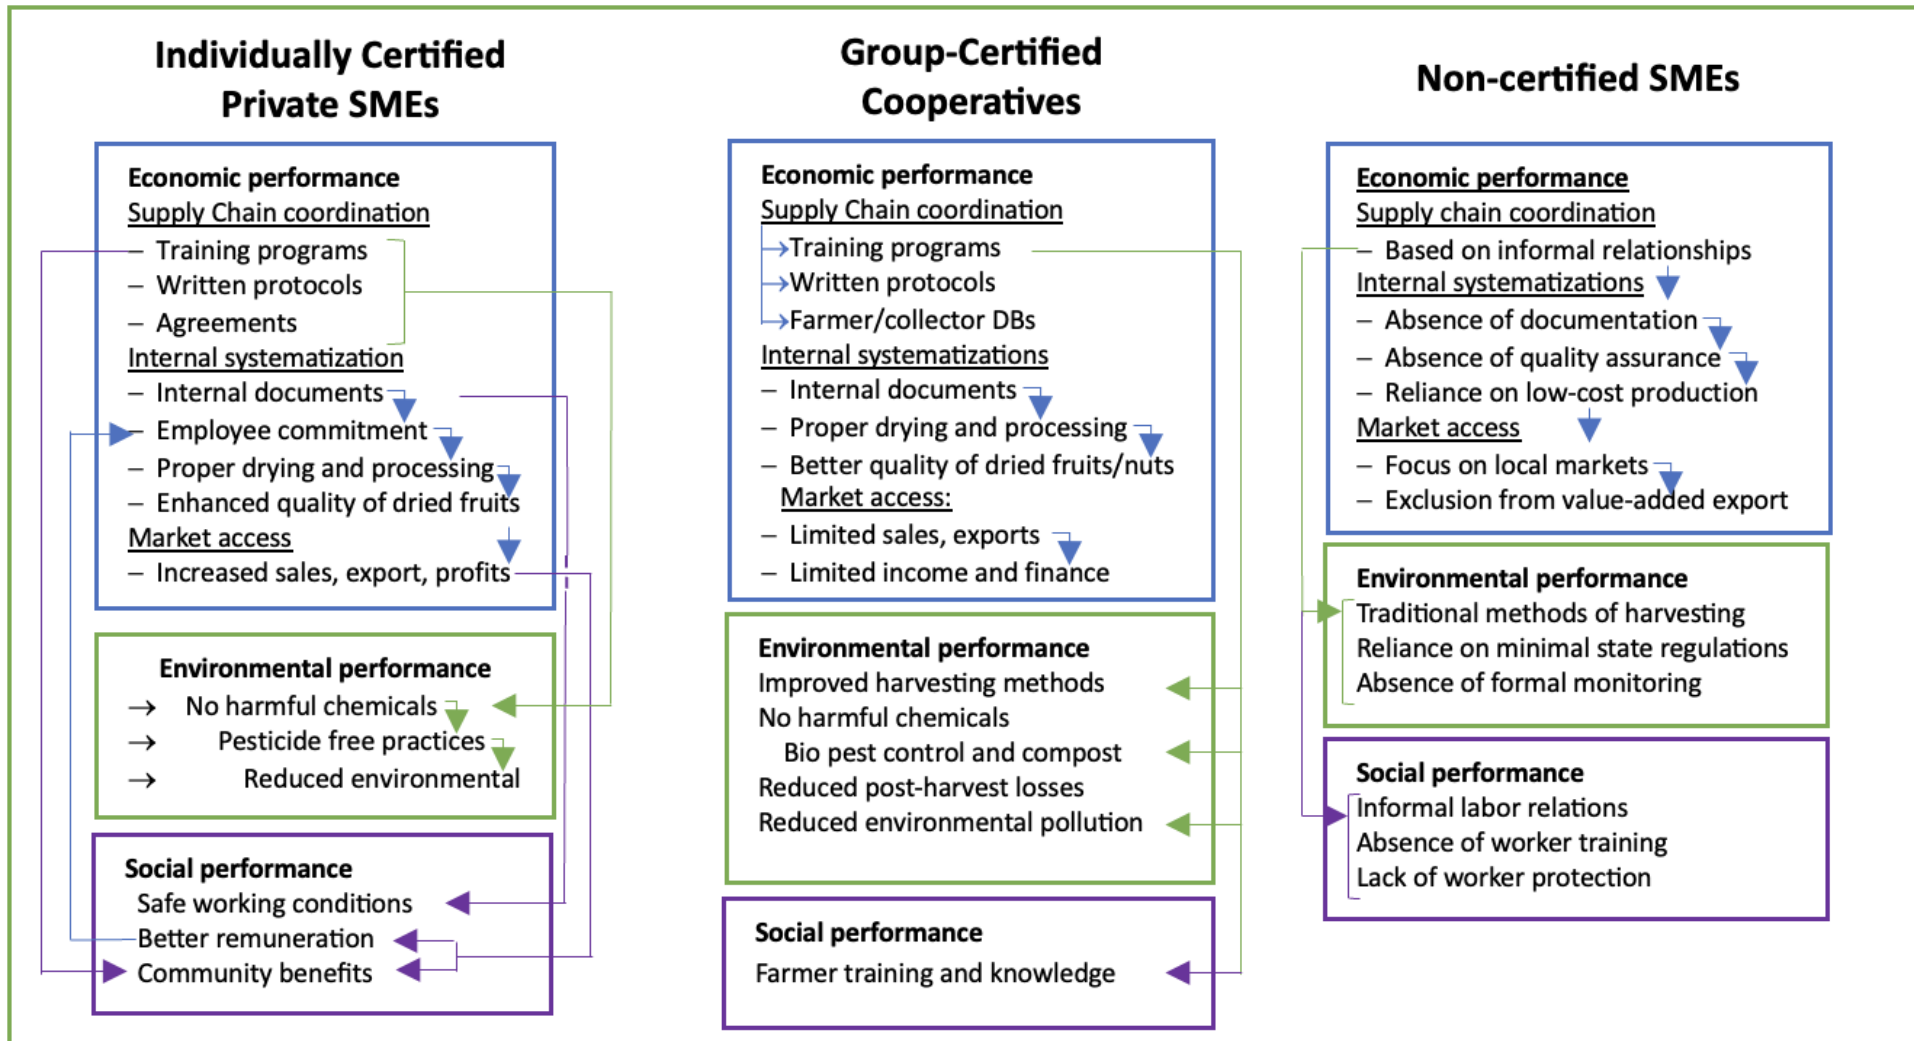 Individually Certified
Private SMEs
Economic performance
Supply Chain coordination
– Training programs
– Written protocols
– Agreements
Internal systematization
– Internal documents
– Employee commitment
– Proper drying and processing
– Enhanced quality of dried fruits
Market access
– Increased sales, export, profits
Environmental performance
→ No harmful chemicals
→ Pesticide free practices
→ Reduced environmental
Social performance
Safe working conditions
Better remuneration
Community benefits
Group-Certified
Cooperatives
Economic performance
Supply Chain coordination
Training programs
Written protocols
Farmer/collector DBs
Internal systematizations
– Internal documents
– Proper drying and processing
– Better quality of dried fruits/nuts
Market access:
– Limited sales, exports
– Limited income and finance
Environmental performance
Improved harvesting methods
No harmful chemicals
Bio pest control and compost
Reduced post-harvest losses
Reduced environmental pollution
Social performance
Farmer training and knowledge
Non-certified SMEs
Economic performance
Supply chain coordination
– Based on informal relationships
Internal systematizations
– Absence of documentation
– Absence of quality assurance
– Reliance on low-cost production
Market access
– Focus on local markets
– Exclusion from value-added export
Environmental performance
Traditional methods of harvesting
Reliance on minimal state regulations
Absence of formal monitoring
Social performance
Informal labor relations
Absence of worker training
Lack of worker protection